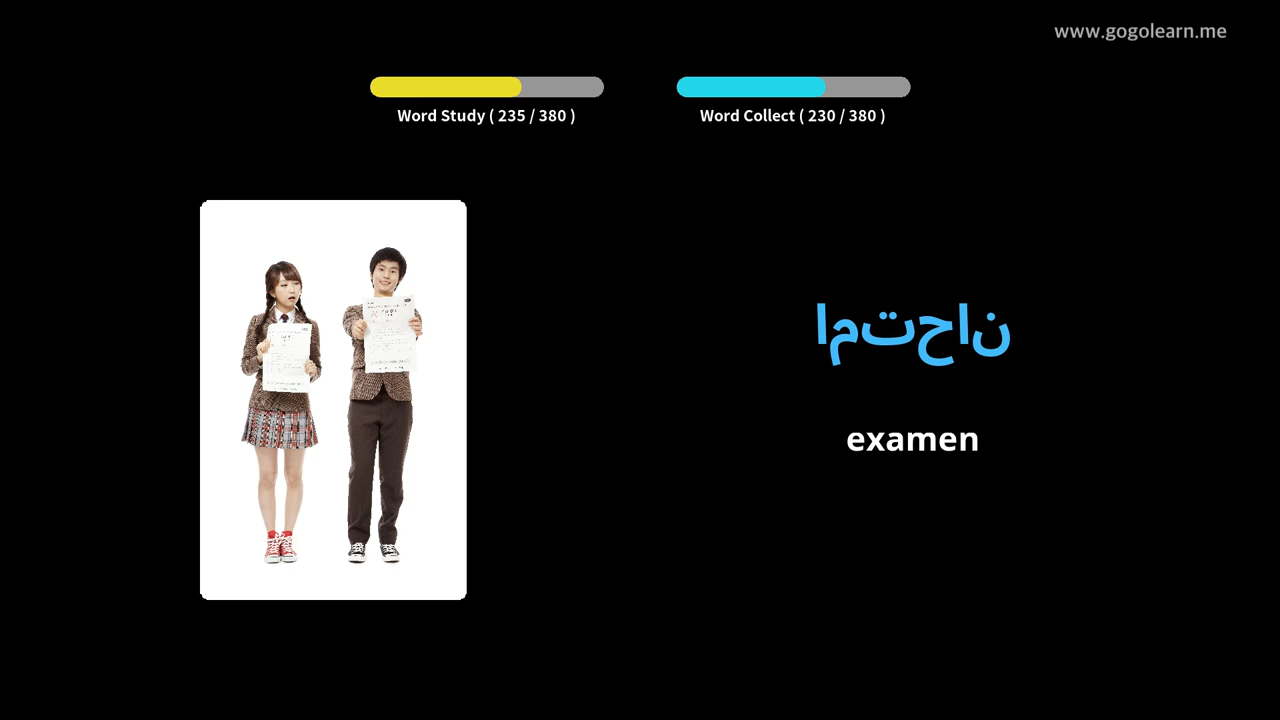 www.gogolearn.me
Word Study ( 235 / 380 )
Word Collect ( 230 / 380 )
امتحان
examen